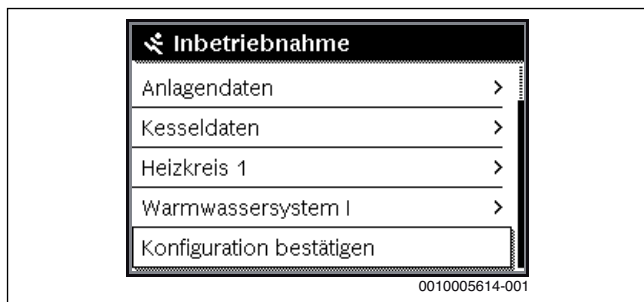 Inbetriebnahme
Anlagendaten >
Kesseldaten >
Heizkreis 1 >
Warmwassersystem I >
Konfiguration bestätigen
0010005614-001